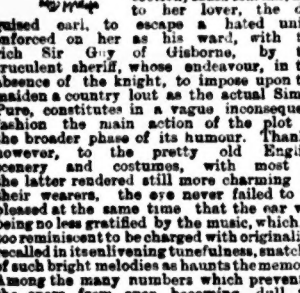 to her lover, the
guised earl, to escape a hated uni
enforced on her as his ward, with
rich Sir Guy of Gisborne, by
truculent sheriff, whose endeavour, in
absence of the knight, to impose upon
maiden a country lout as the actual Sim
Pure, constitutes in a vague inconseque
fashion the main action of the plot
the broader phase of its humour. Than
however, to the pretty old Engli
scenery and costumes, with most
the latter rendered still more charming
their wearers, the eye never failed to
pleased at the same time that the ear w
being no less gratified by the music, which
too reminiscent to be charged with originali
recalled in its enlivening tunefulness, snatc
of such bright melodies as haunts the memo
Among the many numbers which prevent